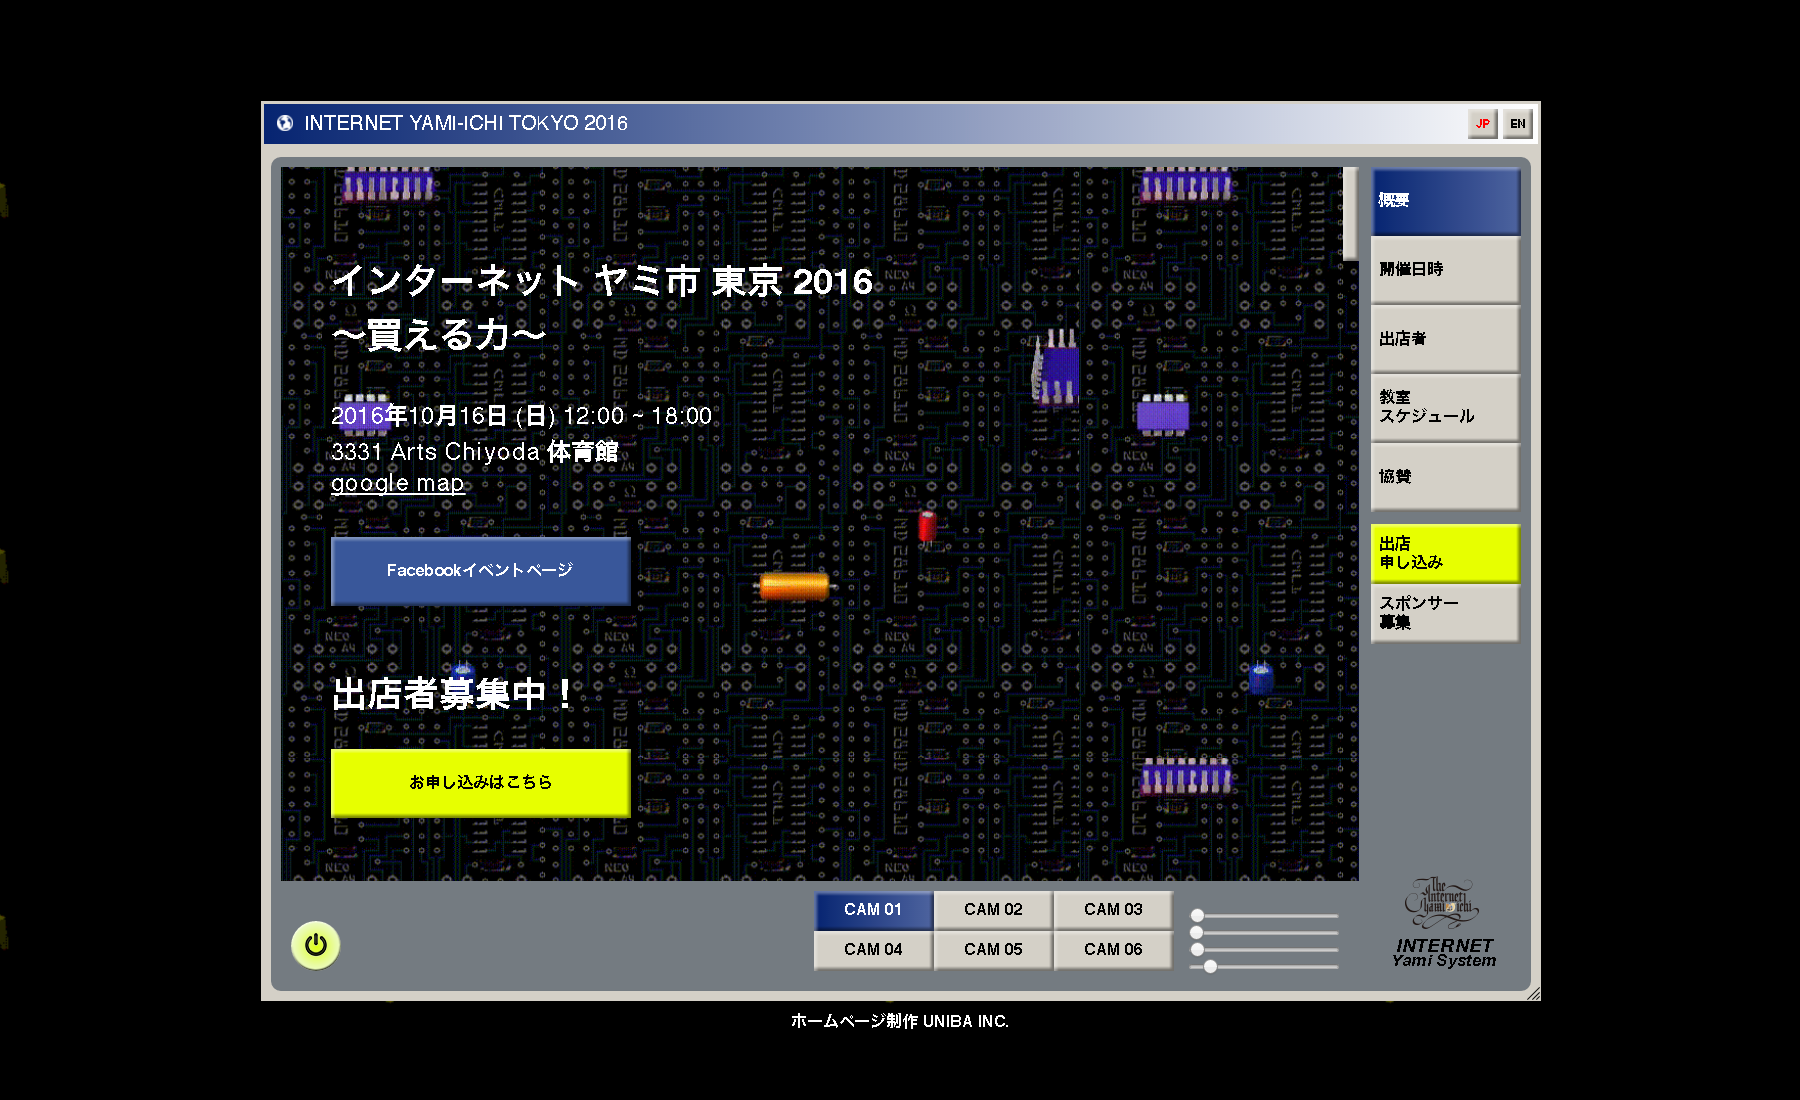 INTERNET YAMI-ICHI TOKYO 2016
JP
EN
インターネット ヤミ市 東京 2016
〜買える力〜
2016年10月16日 (日) 12:00 ~ 18:00
3331 Arts Chiyoda 体育館
google map
Facebookイベントページ
出店者募集中！
お申し込みはこちら
概要
開催日時
出店者
教室
スケジュール
協賛
出店
申し込み
スポンサー
募集
CAM 01
CAM 02
CAM 03
CAM 04
CAM 05
CAM 06
The
Internet
Yami-ichi
INTERNET
Yami System
ホームページ制作 UNIBA INC.